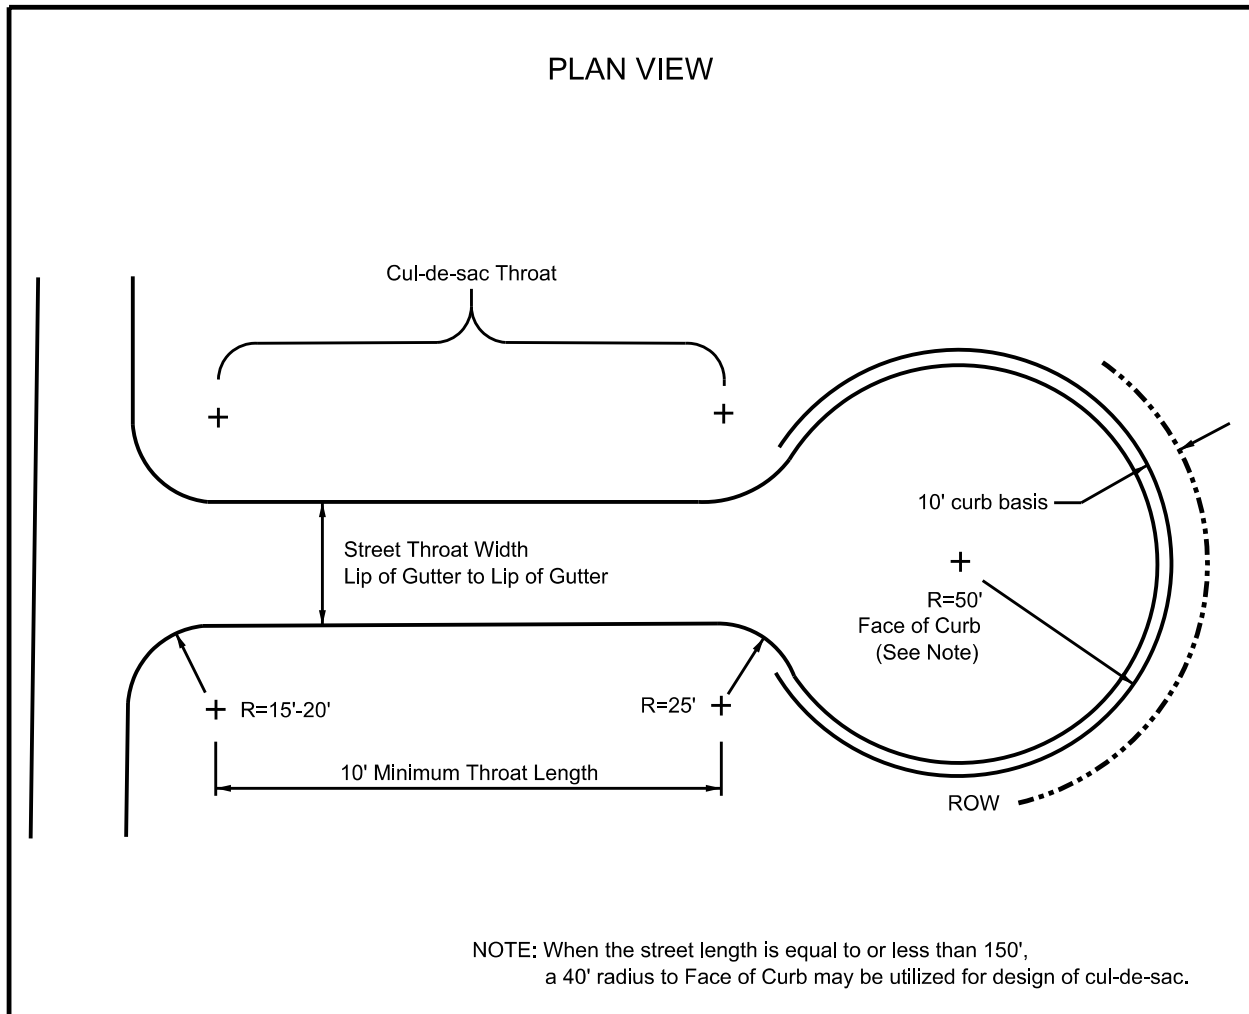 PLAN VIEW
Cul-de-sac Throat
10' curb basis
Street Throat Width
Lip of Gutter to Lip of Gutter
R=50'
Face of Curb
(See Note)
R=15'-20'
R=25'
10' Minimum Throat Length
ROW
NOTE: When the street length is equal to or less than 150',
a 40' radius to Face of Curb may be utilized for design of cul-de-sac.